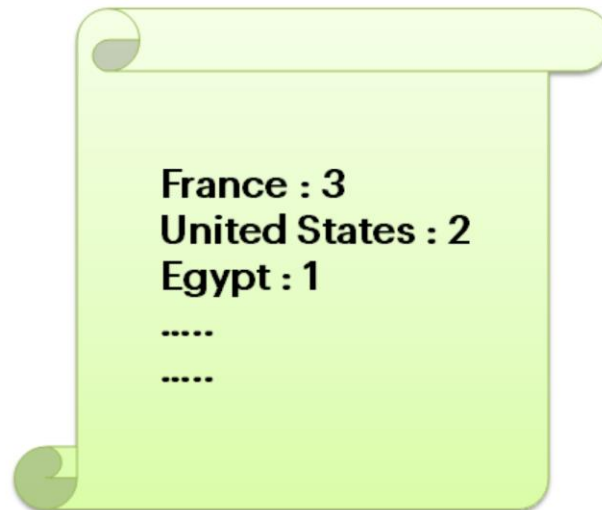 France : 3
United States : 2
Egypt : 1
.....
.....